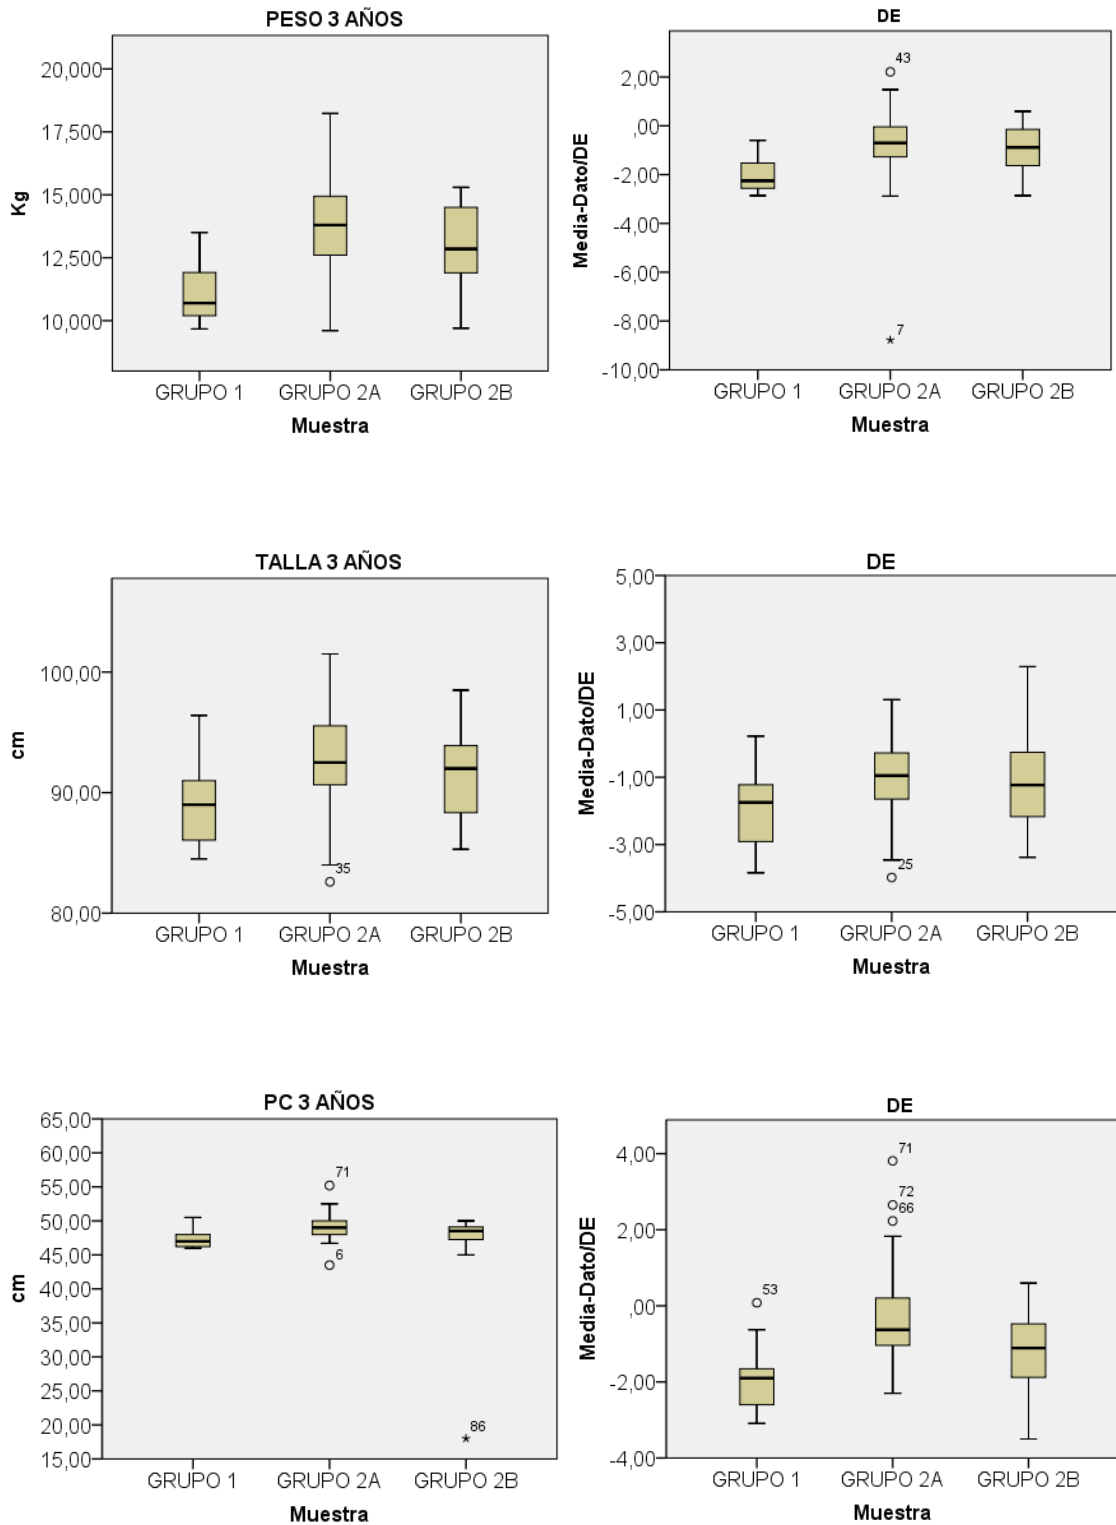 PESO 3 AÑOS
20,000
17,500
15,000
12,500
10,000
Kg
GRUPO 1 GRUPO 2A GRUPO 2B
Muestra
DE
2,00
,00
-2,00
-4,00
-6,00
-8,00
-10,00
Media-Dato/DE
43
7
GRUPO 1 GRUPO 2A GRUPO 2B
Muestra
TALLA 3 AÑOS
100,00
90,00
80,00
cm
35
GRUPO 1 GRUPO 2A GRUPO 2B
Muestra
DE
5,00
3,00
1,00
-1,00
-3,00
-5,00
Media-Dato/DE
25
GRUPO 1 GRUPO 2A GRUPO 2B
Muestra
PC 3 AÑOS
65,00
60,00
55,00
50,00
45,00
40,00
35,00
30,00
25,00
20,00
15,00
cm
71
6
86
GRUPO 1 GRUPO 2A GRUPO 2B
Muestra
DE
4,00
2,00
,00
-2,00
-4,00
Media-Dato/DE
71
72
66
53
GRUPO 1 GRUPO 2A GRUPO 2B
Muestra